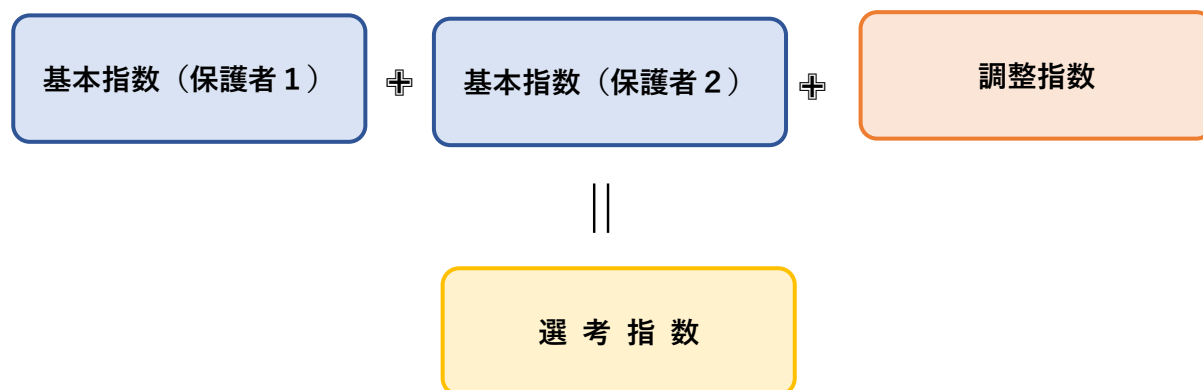 基本指数（保護者１）
＋
基本指数（保護者２）
＋
調整指数
||
選 考 指 数